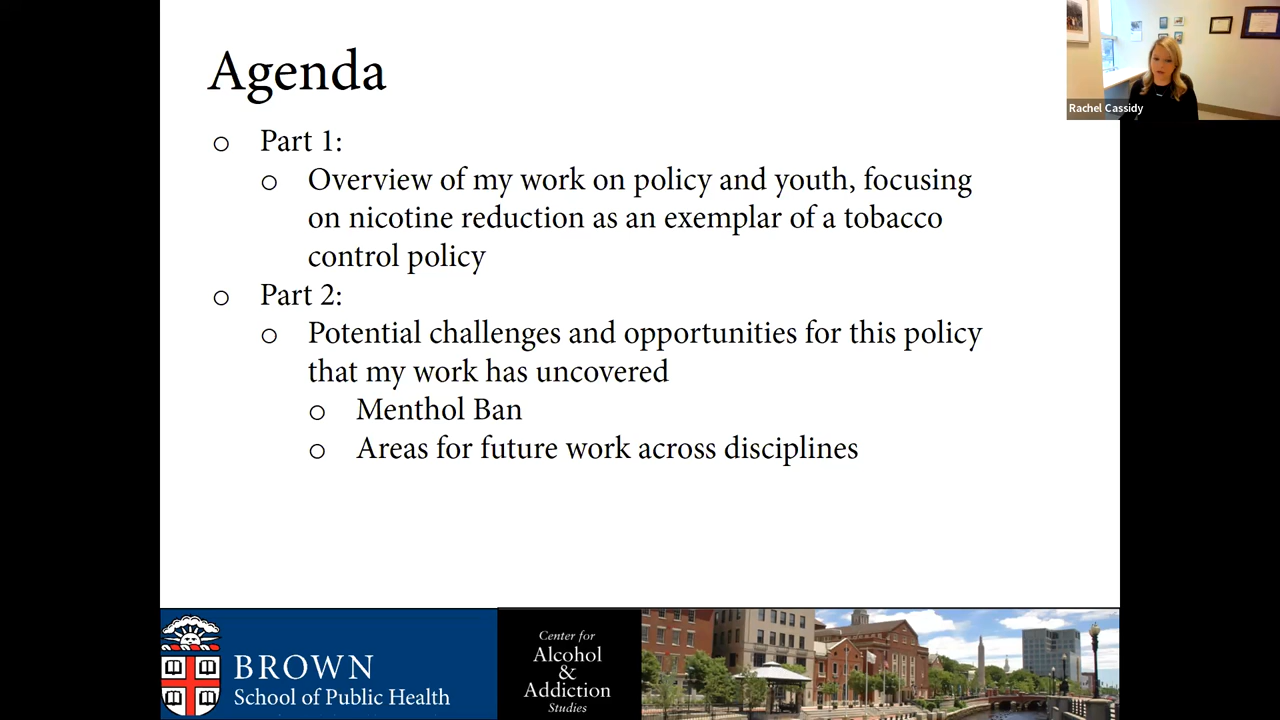 Agenda
Rachel Cassidy
o Part 1:
o Overview of my work on policy and youth, focusing
on nicotine reduction as an exemplar of a tobacco
control policy
o Part 2:
o Potential challenges and opportunities for this policy
that my work has uncovered
o Menthol Ban
o Areas for future work across disciplines
BROWN
School of Public Health
Center for
Alcohol
&
Addiction
Studies